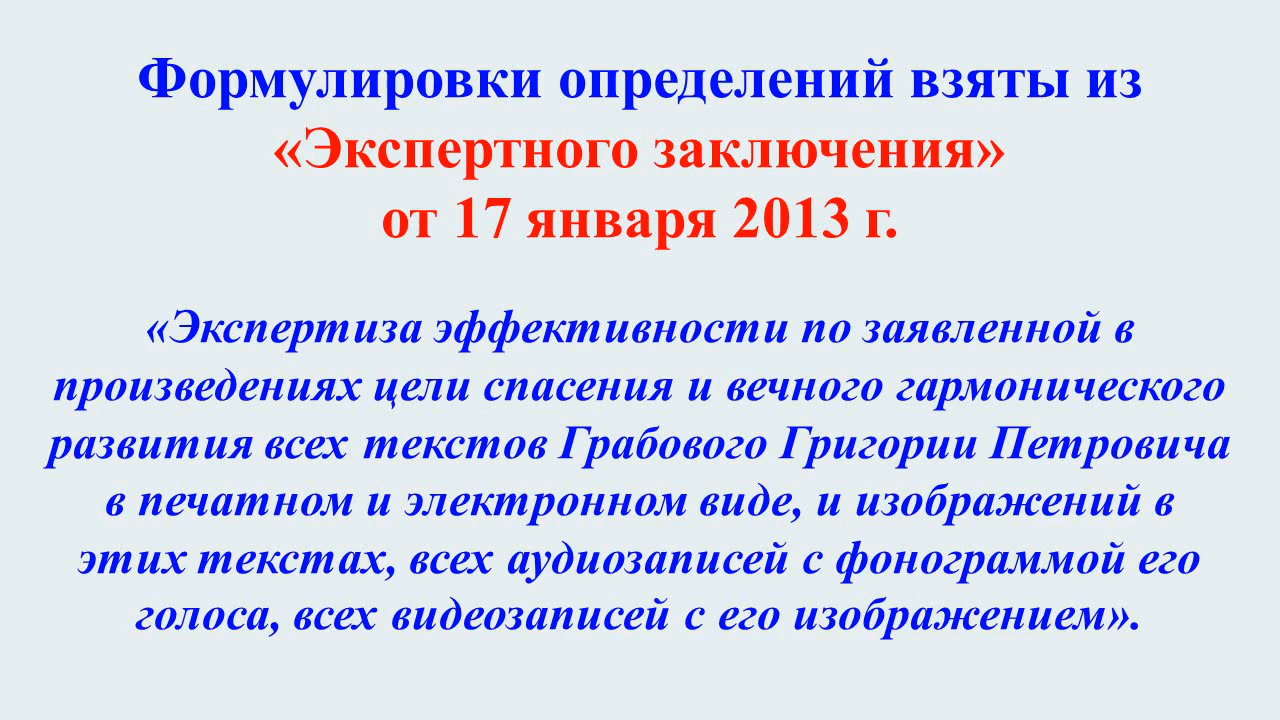 Формулировки определений взяты из
«Экспертного заключения»
от 17 января 2013 г.
«Экспертиза эффективности по заявленной в
произведениях цели спасения и вечного гармонического
развития всех текстов Грабового Григории Петровича
в печатном и электронном виде, и изображений в
этих текстах, всех аудиозаписей с фонограммой его
голоса, всех видеозаписей с его изображением».